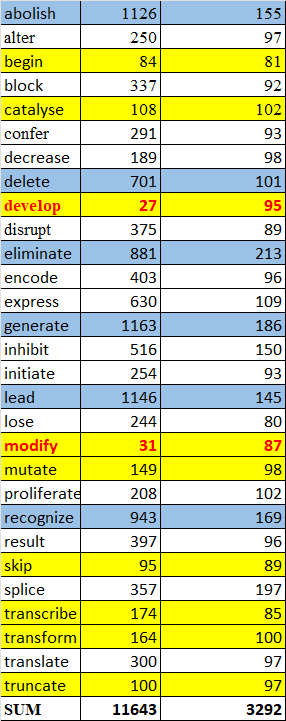 abolish 1126 155
alter 250 97
begin 84 81
block 337 92
catalyse 108 102
confer 291 93
decrease 189 98
delete 701 101
develop 27 95
disrupt 375 89
eliminate 881 213
encode 403 96
express 630 109
generate 1163 186
inhibit 516 150
initiate 254 93
lead 1146 145
lose 244 80
modify 31 87
mutate 149 98
proliferate 208 102
recognize 943 169
result 397 96
skip 95 89
splice 357 197
transcribe 174 85
transform 164 100
translate 300 97
truncate 100 97
SUM 11643 3292